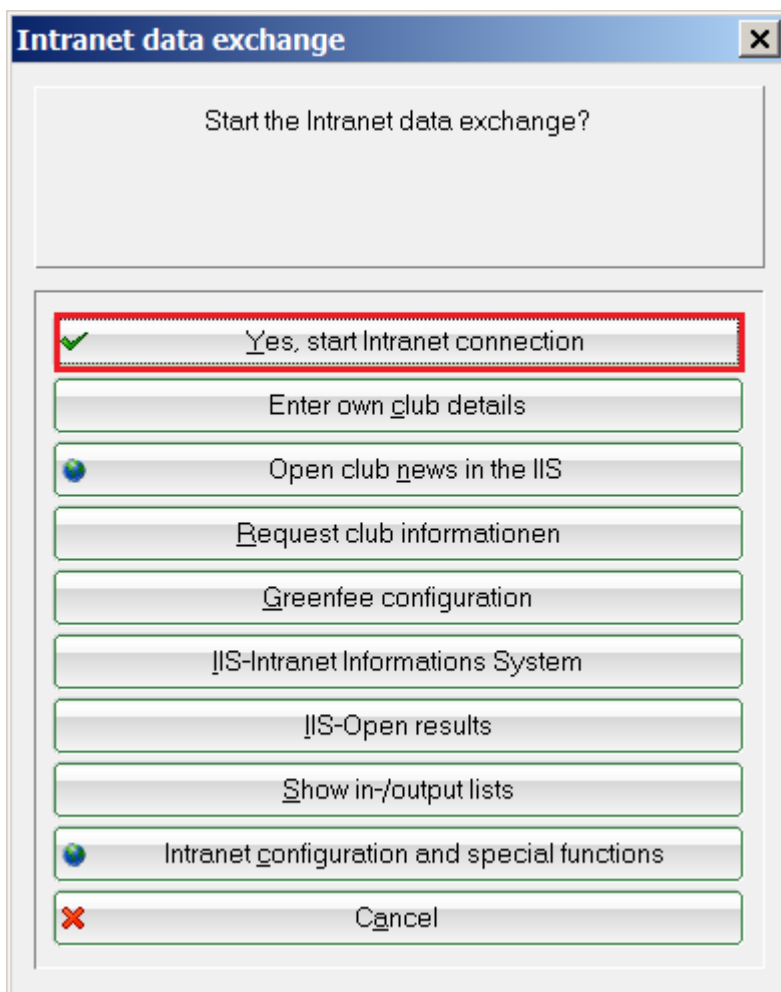 Intranet data exchange
Start the Intranet data exchange?
Yes, start Intranet connection
Enter own club details
Open club news in the IIS
Request club informationen
Greenfee configuration
IIS-Intranet Informations System
IIS-Open results
Show in-/output lists
Intranet configuration and special functions
Cancel